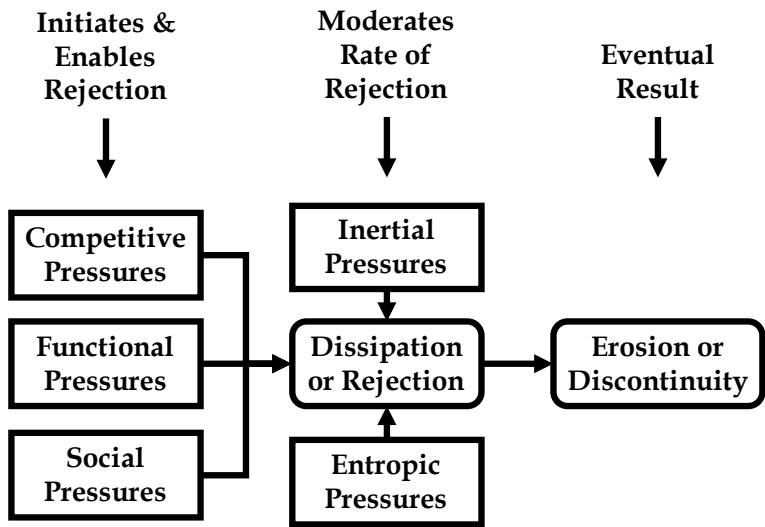 Initiates &
Enables
Rejection
Moderates
Rate of
Rejection
Eventual
Result
Competitive
Pressures
Inertial
Pressures
Functional
Pressures
Dissipation
or Rejection
Erosion or
Discontinuity
Social
Pressures
Entropic
Pressures